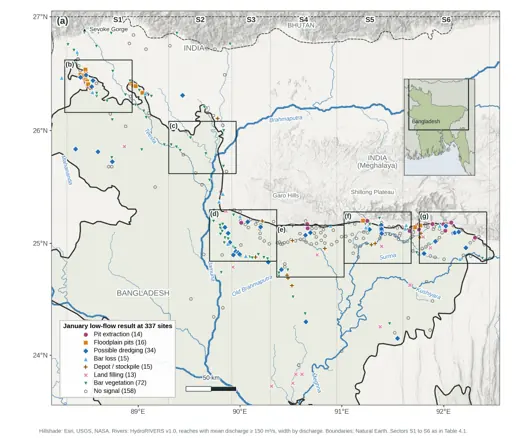 27°N
(a)
S1
S2
S3
S4
S5
S6
Sevoke Gorge
BHUTAN
INDIA
(b)
Bangladesh
26°N
(c)
Brahmaputra
INDIA
(Meghalaya)
Garo Hills
Shillong Plateau
(d)
(e)
(f)
(g)
25°N
Surma
Old Brahmaputra
BANGLADESH
24°N
January low-flow result at 337 sites
Pit extraction (14)
Floodplain pits (16)
Possible dredging (34)
Bar loss (15)
Depot / stockpile (15)
Land filling (13)
Bar vegetation (72)
No signal (158)
50 km
89°E
90°E
91°E
92°E
Hillshade: Esri, USGS, NASA. Rivers: HydroRIVERS v1.0, reaches with mean discharge ≥ 150 m³/s, width by discharge. Boundaries: Natural Earth. Sectors S1 to S6 as in Table 4.1.